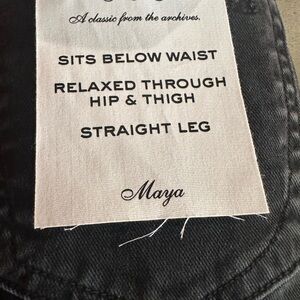 A classic from the archives.
SITS BELOW WAIST
RELAXED THROUGH
HIP & THIGH
STRAIGHT LEG
Maya